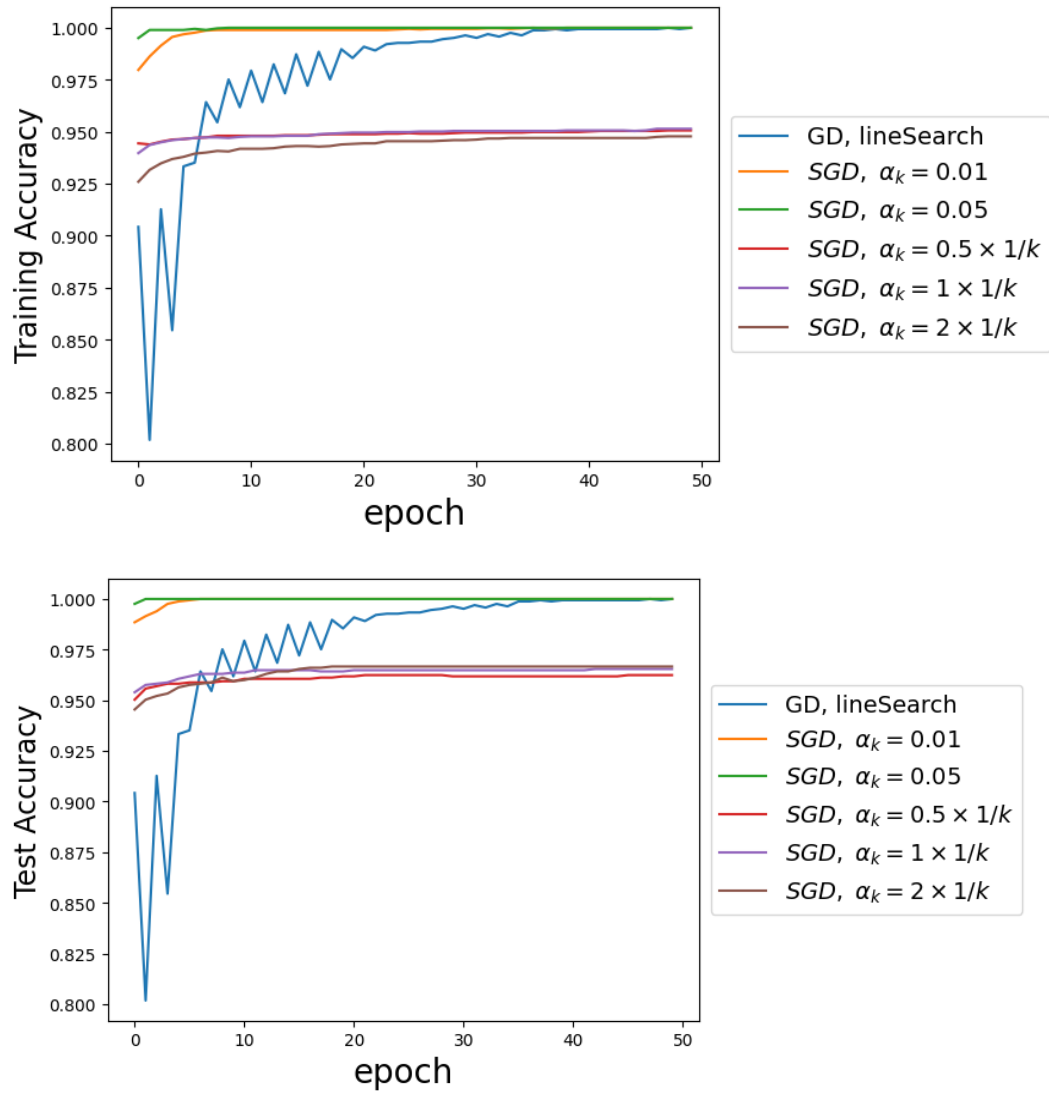 1.000
0.975
0.950
0.925
0.900
0.875
0.850
0.825
0.800
Training Accuracy
0 10 20 30 40 50
epoch
GD, lineSearch
SGD, αₖ = 0.01
SGD, αₖ = 0.05
SGD, αₖ = 0.5 × 1/k
SGD, αₖ = 1 × 1/k
SGD, αₖ = 2 × 1/k
1.000
0.975
0.950
0.925
0.900
0.875
0.850
0.825
0.800
Test Accuracy
0 10 20 30 40 50
epoch
GD, lineSearch
SGD, αₖ = 0.01
SGD, αₖ = 0.05
SGD, αₖ = 0.5 × 1/k
SGD, αₖ = 1 × 1/k
SGD, αₖ = 2 × 1/k